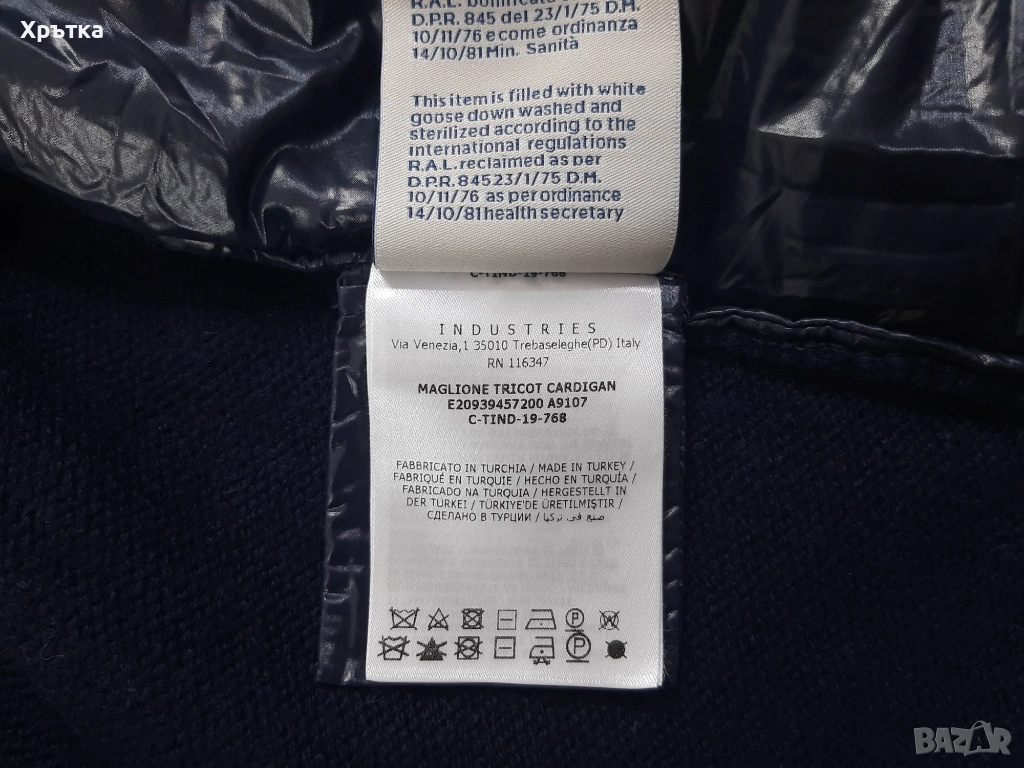 Хрътка
R.A.L. bonificato
D.P.R. 845 del 23/1/75 D.M.
10/11/76 e come ordinanza
14/10/81 Min. Sanità
This item is filled with white
goose down washed and
sterilized according to the
international regulations
R.A.L. reclaimed as per
D.P.R. 84523/1/75 D.M.
10/11/76 as per ordinance
14/10/81 health secretary
C-TIND-19-768
INDUSTRIES
Via Venezia,1 35010 Trebaseleghe(PD) Italy
RN 116347
MAGLIONE TRICOT CARDIGAN
E20939457200 A9107
C-TIND-19-768
FABBRICATO IN TURCHIA / MADE IN TURKEY /
FABRIQUÉ EN TURQUIE / HECHO EN TURQUÍA /
FABRICADO NA TURQUIA / HERGESTELLT IN
DER TÜRKEI / TÜRKIYE'DE ÜRETILMIŞTIR /
СДЕЛАНО В ТУРЦИИ / صنع في تركيا /
P W
P
BAZAR